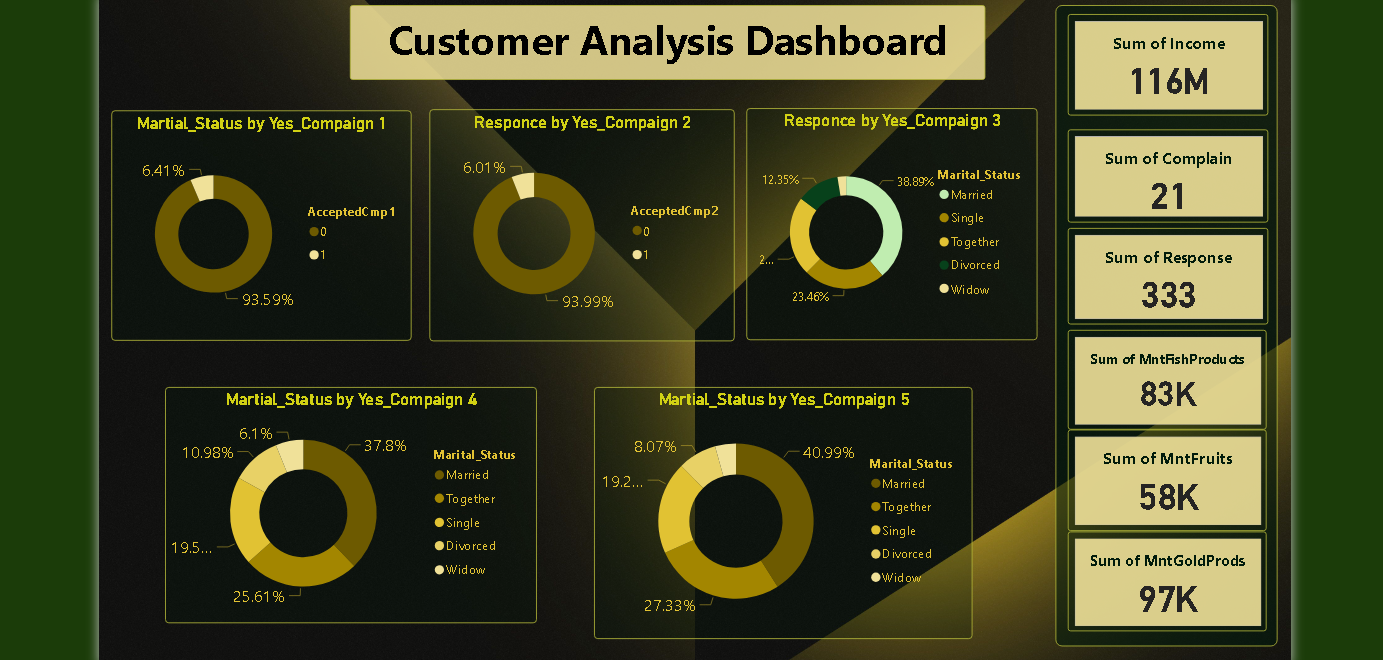 Customer Analysis Dashboard
Martial_Status by Yes_Compaign 1
6.41%
93.59%
AcceptedCmp1
0
1
Responce by Yes_Compaign 2
6.01%
93.99%
AcceptedCmp2
0
1
Responce by Yes_Compaign 3
12.35%
38.89%
2...
23.46%
Marital_Status
Married
Single
Together
Divorced
Widow
Martial_Status by Yes_Compaign 4
6.1%
37.8%
10.98%
19.5...
25.61%
Marital_Status
Married
Together
Single
Divorced
Widow
Martial_Status by Yes_Compaign 5
8.07%
40.99%
19.2...
27.33%
Marital_Status
Married
Together
Single
Divorced
Widow
Sum of Income
116M
Sum of Complain
21
Sum of Response
333
Sum of MntFishProducts
83K
Sum of MntFruits
58K
Sum of MntGoldProds
97K